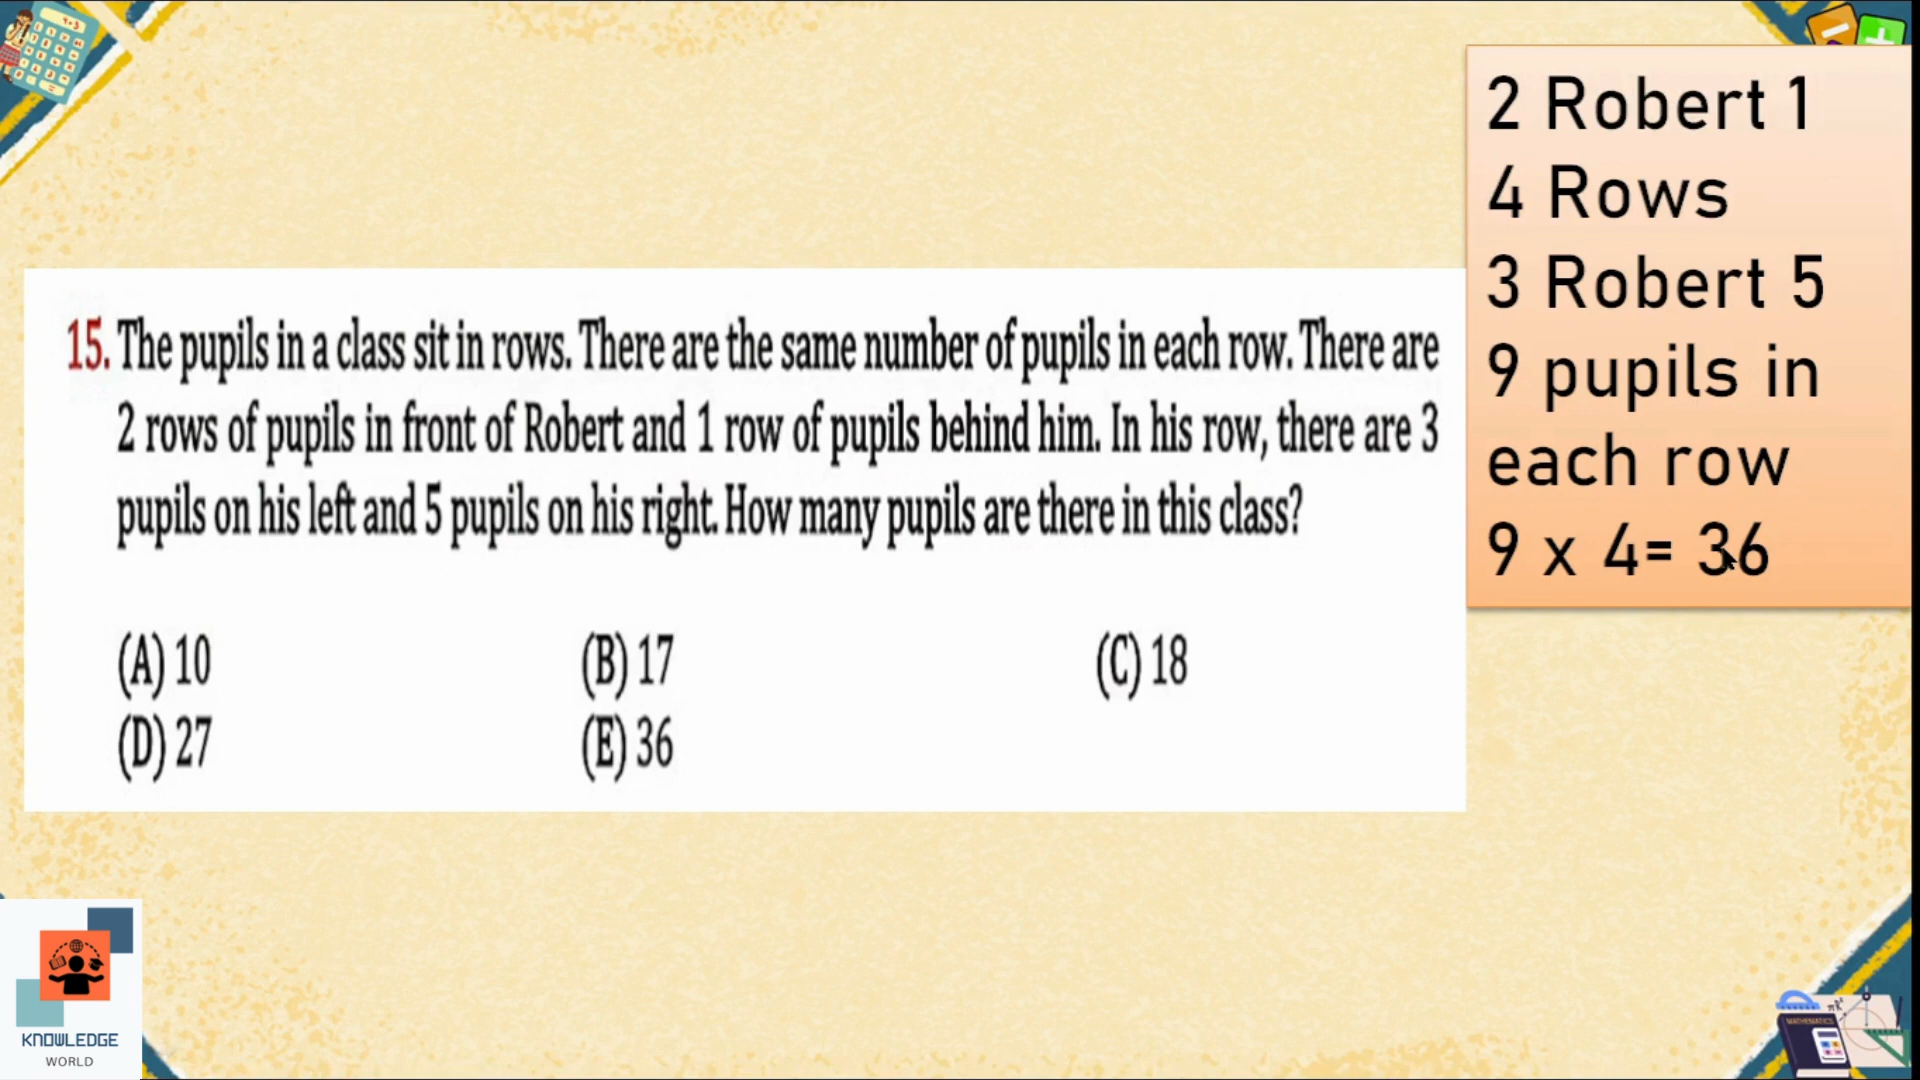 15. The pupils in a class sit in rows. There are the same number of pupils in each row. There are
2 rows of pupils in front of Robert and 1 row of pupils behind him. In his row, there are 3
pupils on his left and 5 pupils on his right. How many pupils are there in this class?
(A) 10 (B) 17 (C) 18
(D) 27 (E) 36
2 Robert 1
4 Rows
3 Robert 5
9 pupils in
each row
9 x 4= 36
KNOWLEDGE
WORLD
MATHEMATICS